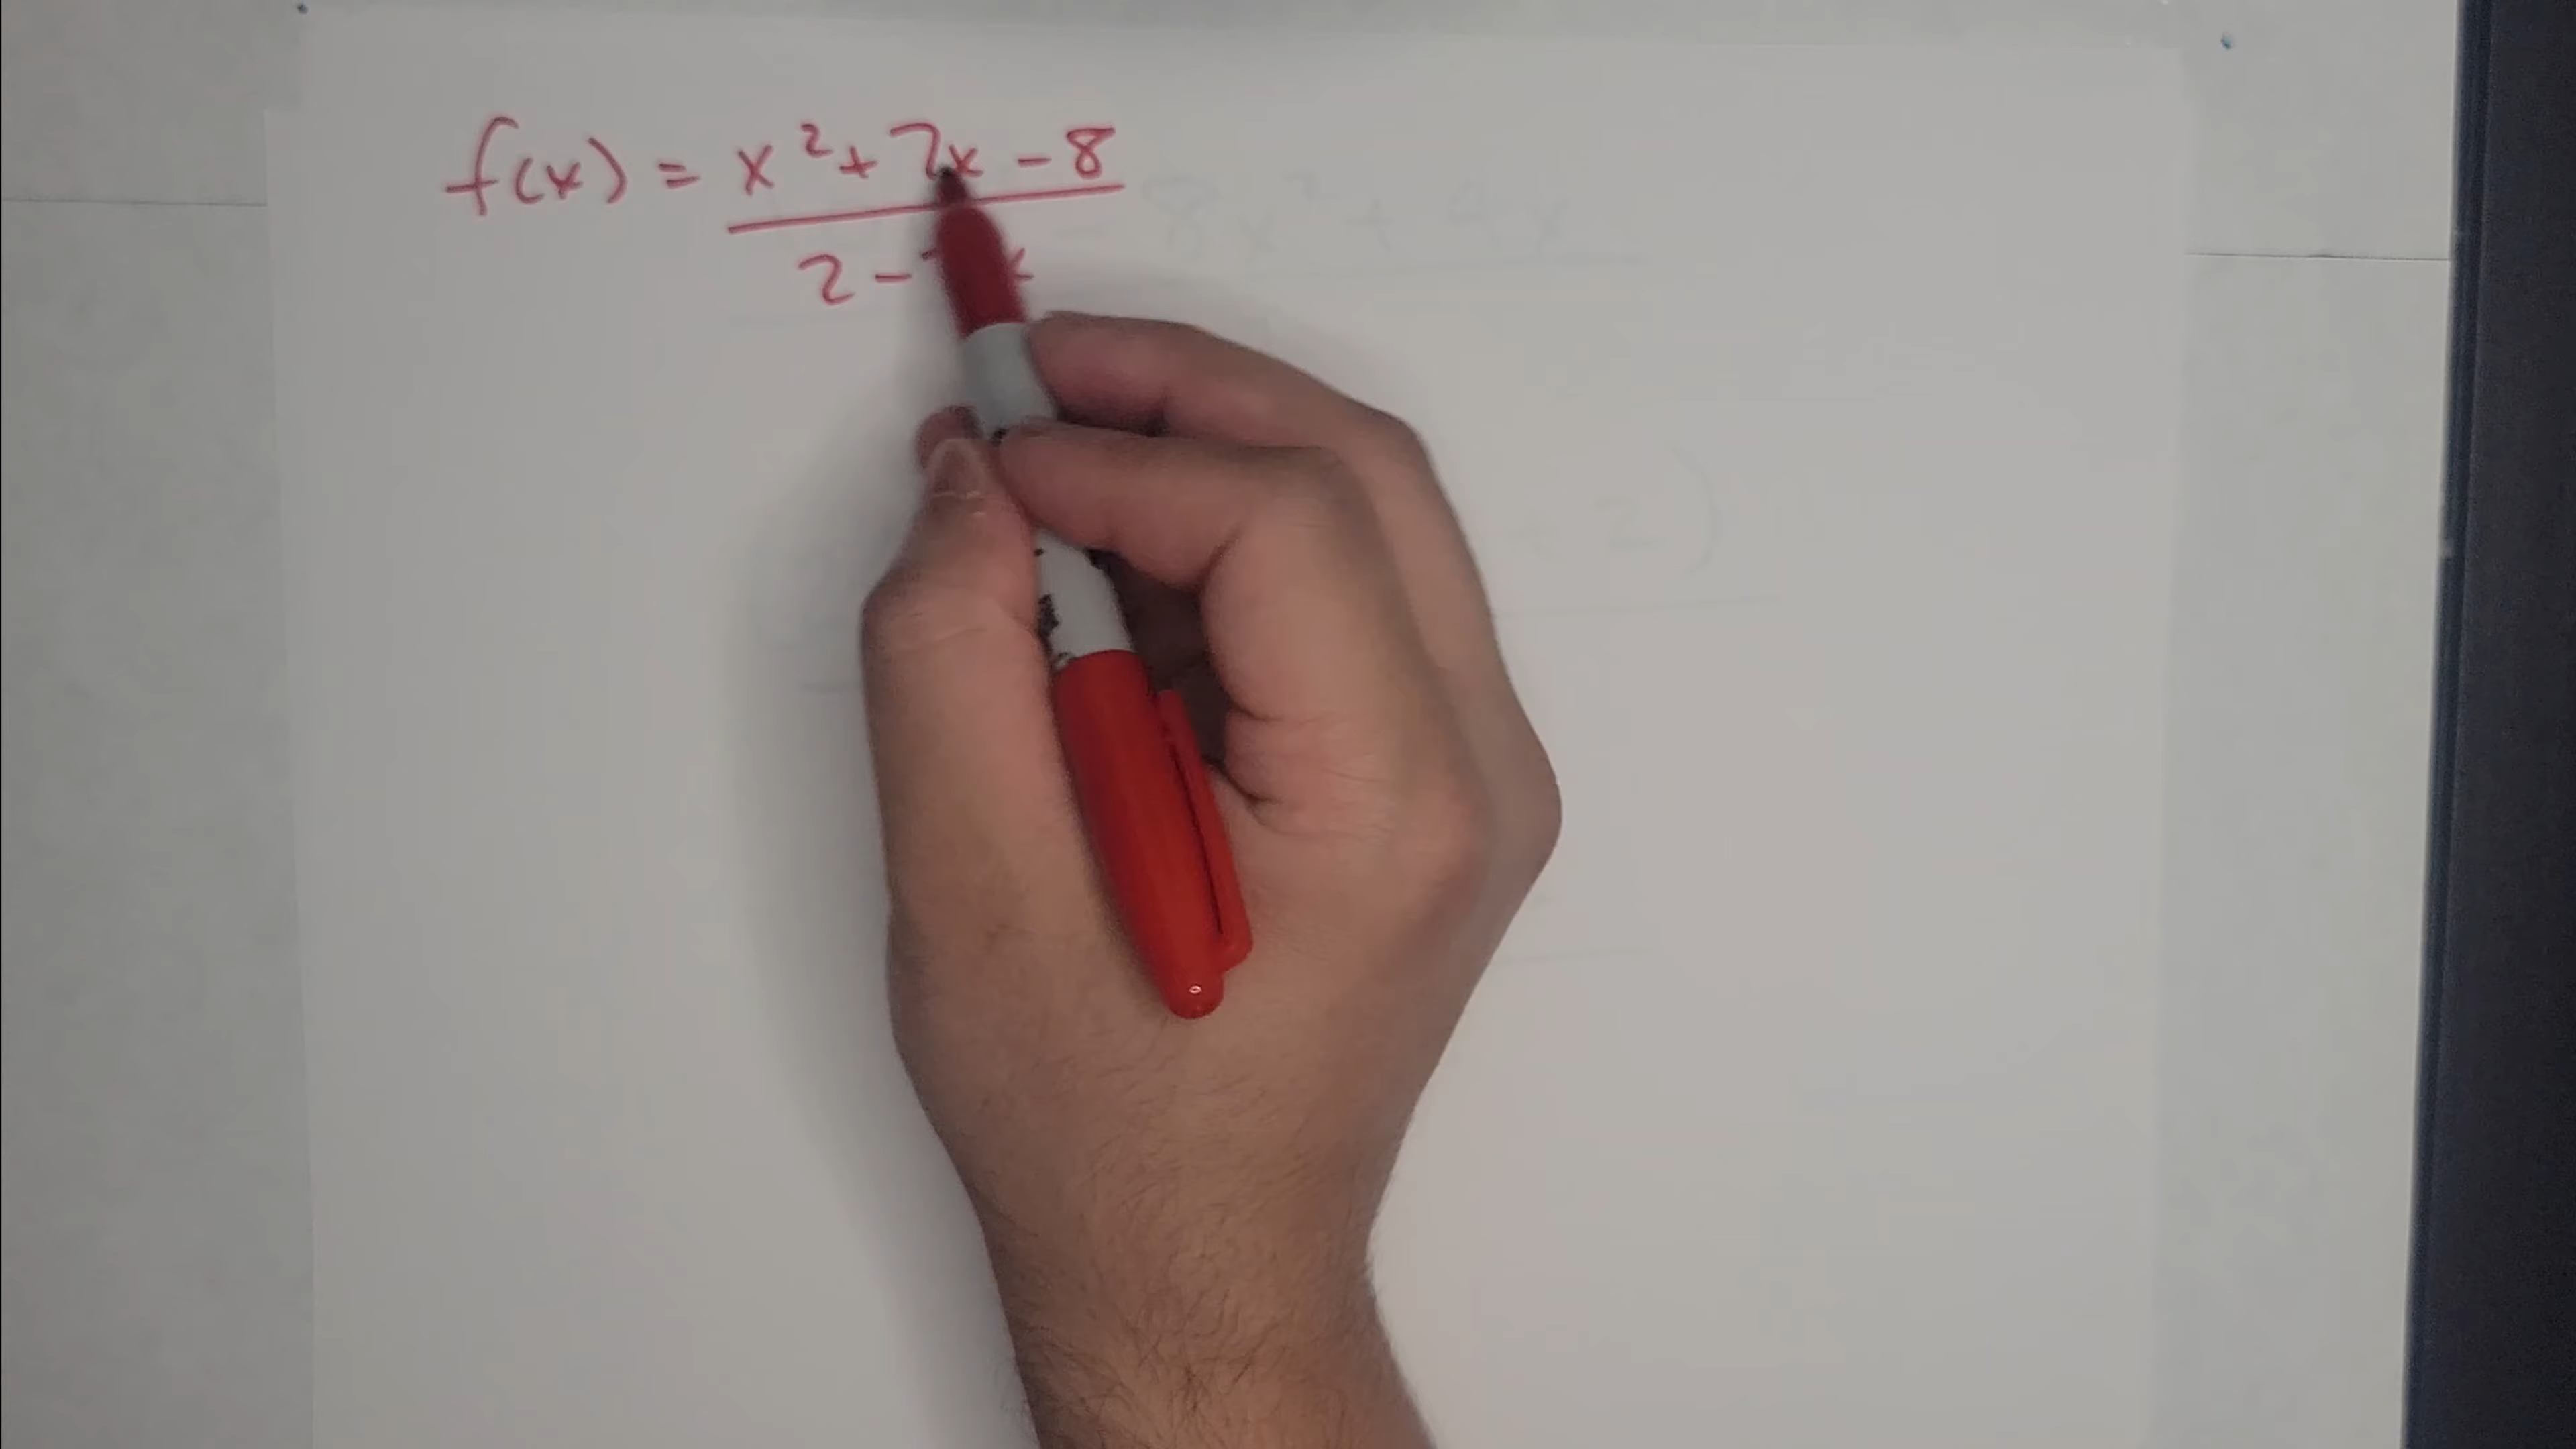 f(x) = x² + 7x - 8
2 -